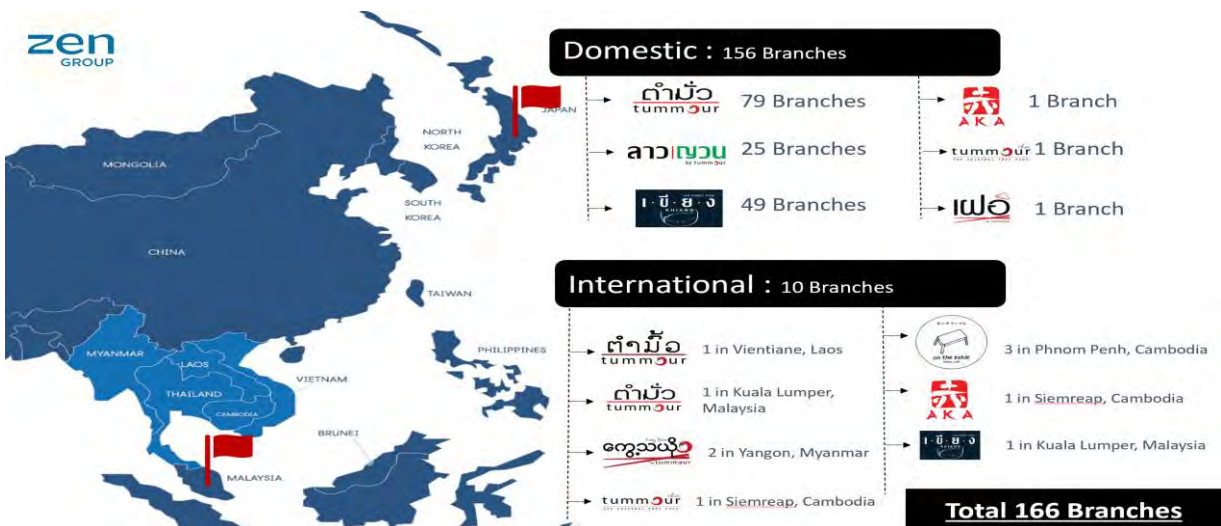 zen
GROUP
MONGOLIA
CHINA
NORTH
KOREA
SOUTH
KOREA
JAPAN
TAIWAN
PHILIPPINES
MYANMAR
LAOS
THAILAND
VIETNAM
CAMBODIA
BRUNEI
MALAYSIA
Domestic : 156 Branches
ตำมั่ว
tummour
79 Branches
ลาว|ญวน
by tummour
25 Branches
เ·ขี·ย·ง
KHIANG
49 Branches
AKA
1 Branch
tummour
1 Branch
เฝอ
1 Branch
International : 10 Branches
ตำมั้ว
tummour
1 in Vientiane, Laos
ตำมั่ว
tummour
1 in Kuala Lumper,
Malaysia
tummour
2 in Yangon, Myanmar
tummour
1 in Siemreap, Cambodia
on the table
3 in Phnom Penh, Cambodia
AKA
1 in Siemreap, Cambodia
เ·ขี·ย·ง
KHIANG
1 in Kuala Lumper, Malaysia
Total 166 Branches